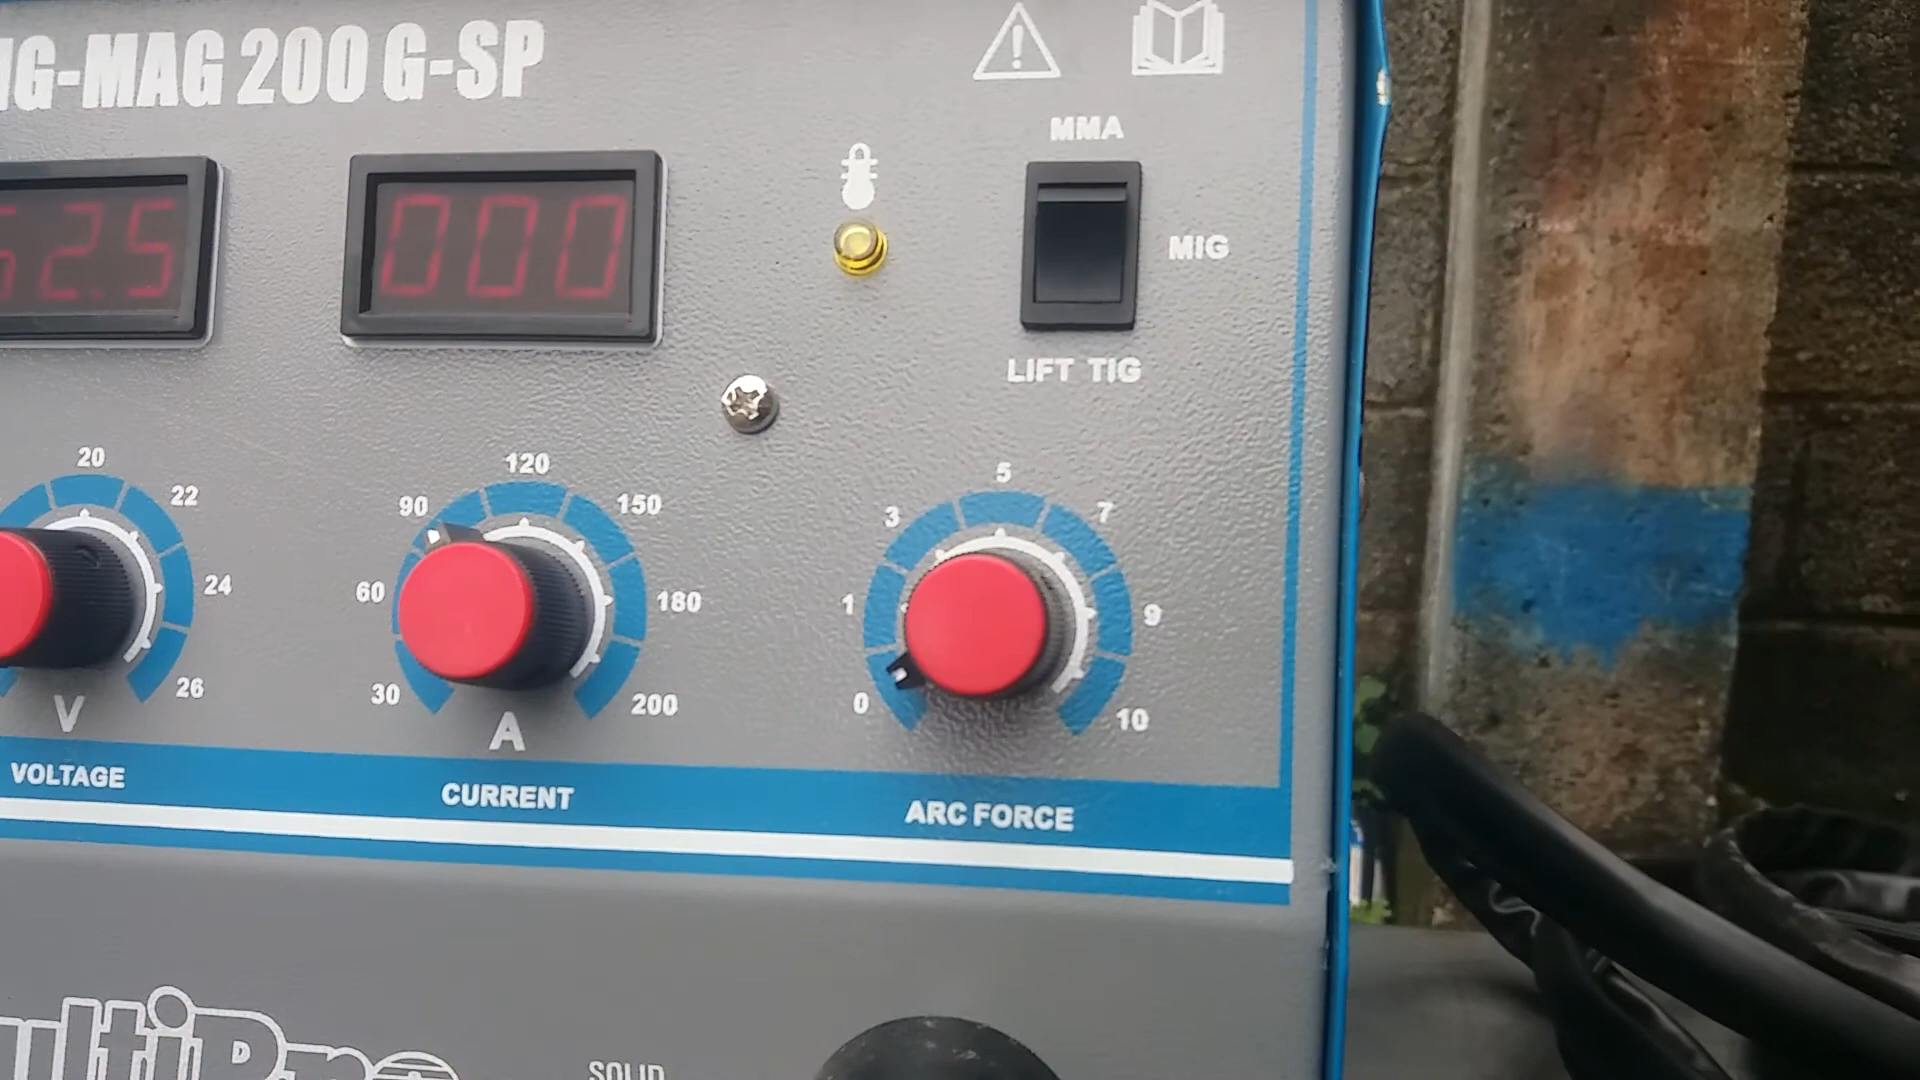 IG-MAG 200 G-SP
MMA
MIG
LIFT TIG
52.5
000
20
22
24
26
V
VOLTAGE
30
60
90
120
150
180
200
A
CURRENT
0
1
3
5
7
9
10
ARC FORCE
ultiPro
SOLID